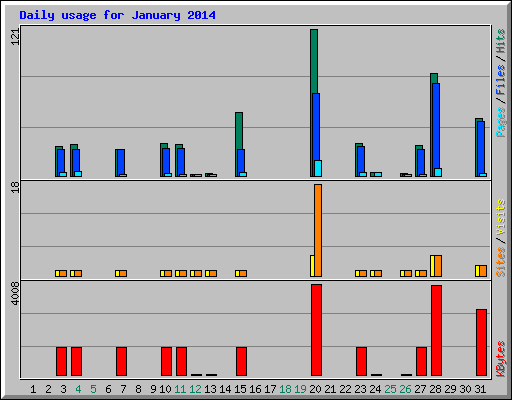 Daily usage for January 2014
121
Pages / Files / Hits
18
Sites / Visits
4008
KBytes
1 2 3 4 5 6 7 8 9 10 11 12 13 14 15 16 17 18 19 20 21 22 23 24 25 26 27 28 29 30 31